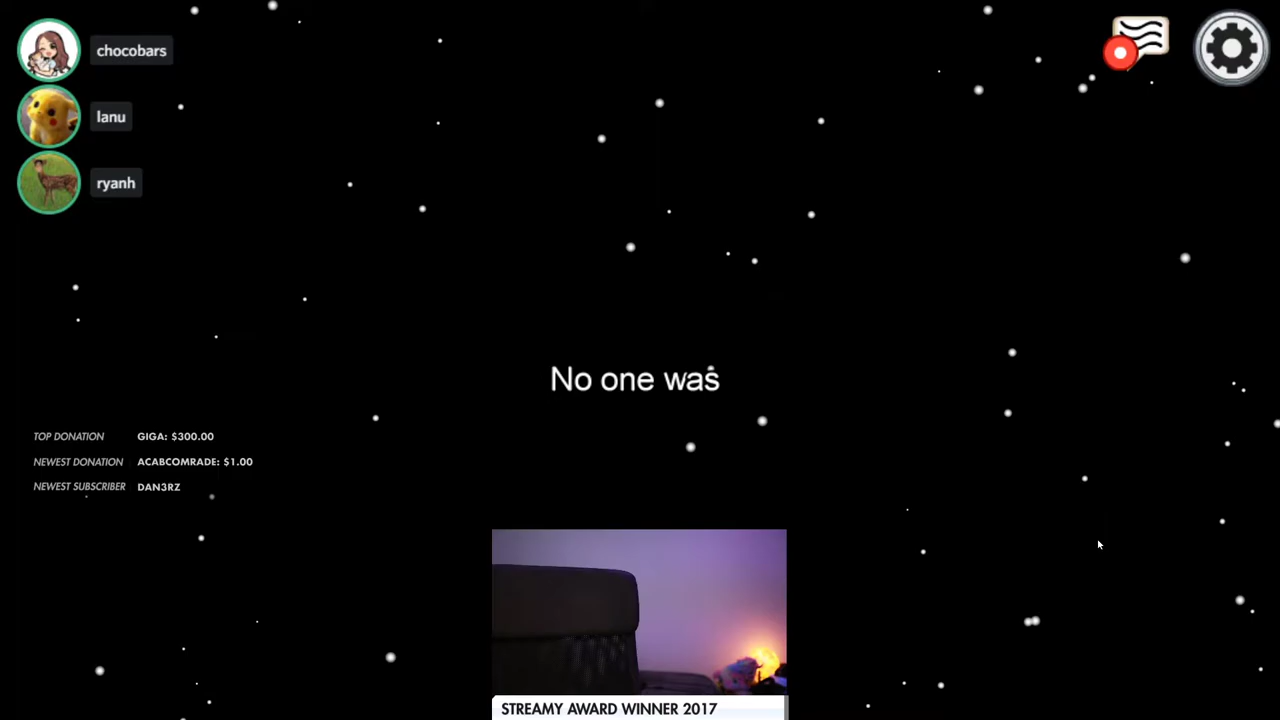 chocobars
lanu
ryanh
No one was
TOP DONATION GIGA: $300.00
NEWEST DONATION ACABCOMRADE: $1.00
NEWEST SUBSCRIBER DAN3RZ
STREAMY AWARD WINNER 2017